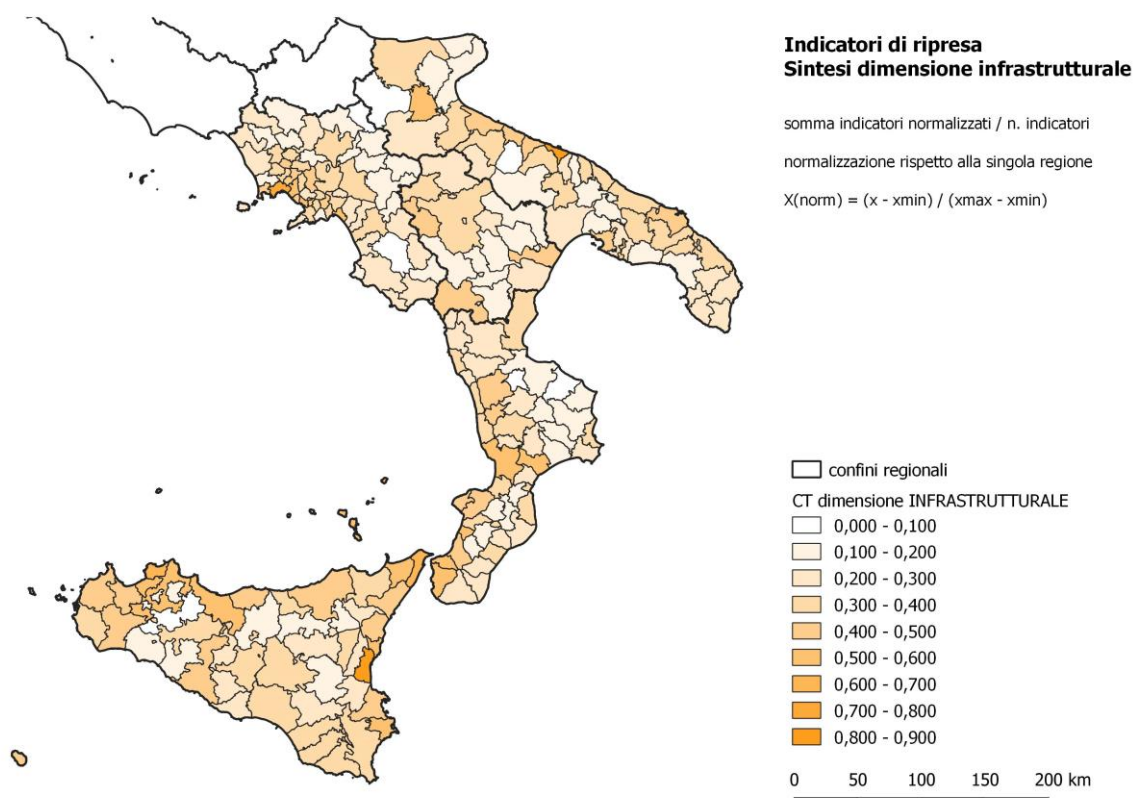 Indicatori di ripresa
Sintesi dimensione infrastrutturale
somma indicatori normalizzati / n. indicatori
normalizzazione rispetto alla singola regione
X(norm) = (x - xmin) / (xmax - xmin)
confini regionali
CT dimensione INFRASTRUTTURALE
0,000 - 0,100
0,100 - 0,200
0,200 - 0,300
0,300 - 0,400
0,400 - 0,500
0,500 - 0,600
0,600 - 0,700
0,700 - 0,800
0,800 - 0,900
0 50 100 150 200 km